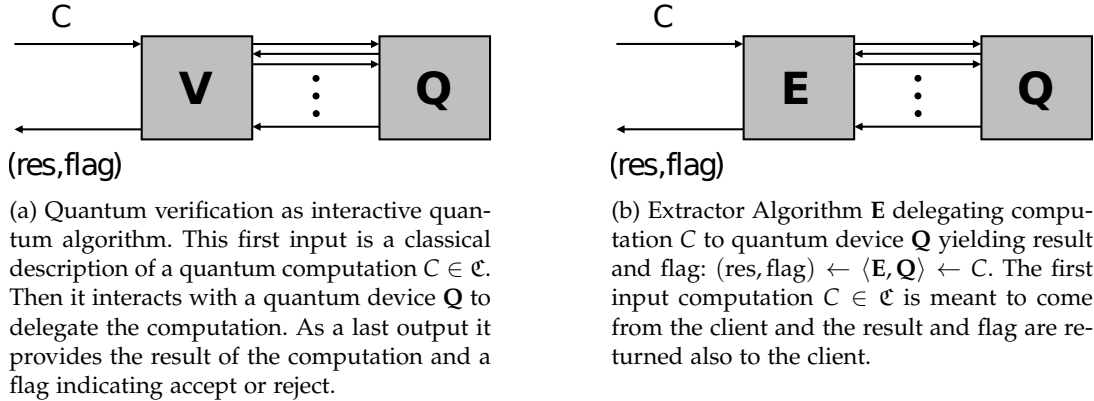 C
V
Q
(res,flag)
(a) Quantum verification as interactive quan-
tum algorithm. This first input is a classical
description of a quantum computation C ∈ ℭ.
Then it interacts with a quantum device Q to
delegate the computation. As a last output it
provides the result of the computation and a
flag indicating accept or reject.
C
E
Q
(res,flag)
(b) Extractor Algorithm E delegating compu-
tation C to quantum device Q yielding result
and flag: (res, flag) ← ⟨E, Q⟩ ← C. The first
input computation C ∈ ℭ is meant to come
from the client and the result and flag are re-
turned also to the client.